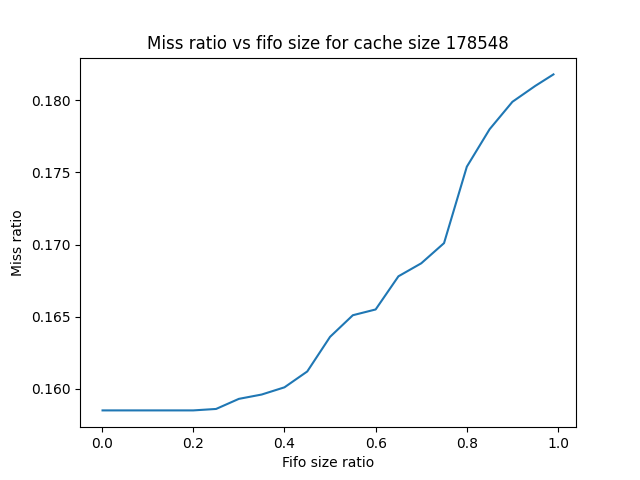 Miss ratio vs fifo size for cache size 178548
0.180
0.175
0.170
0.165
0.160
Miss ratio
0.0 0.2 0.4 0.6 0.8 1.0
Fifo size ratio